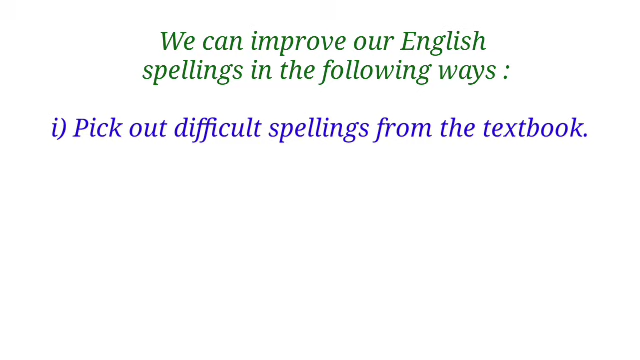 We can improve our English
spellings in the following ways :
i) Pick out difficult spellings from the textbook.